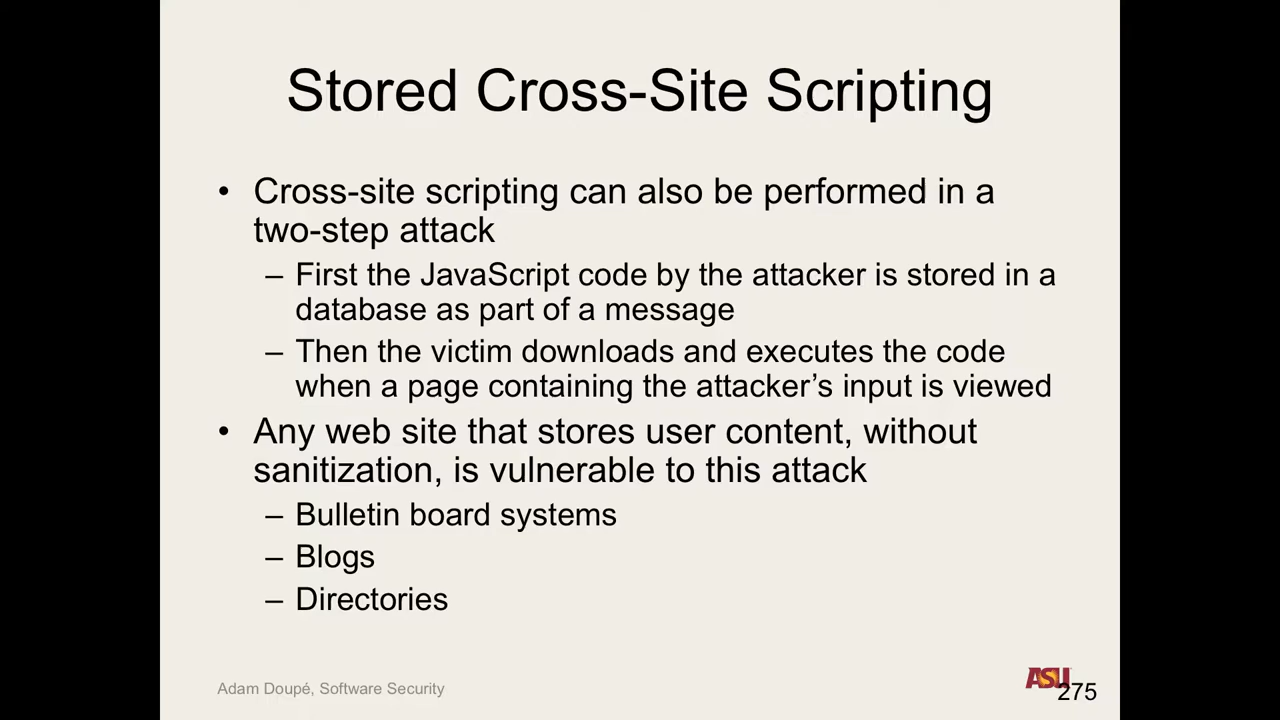 Stored Cross-Site Scripting
• Cross-site scripting can also be performed in a
two-step attack
– First the JavaScript code by the attacker is stored in a
database as part of a message
– Then the victim downloads and executes the code
when a page containing the attacker’s input is viewed
• Any web site that stores user content, without
sanitization, is vulnerable to this attack
– Bulletin board systems
– Blogs
– Directories
Adam Doupé, Software Security
ASU
275